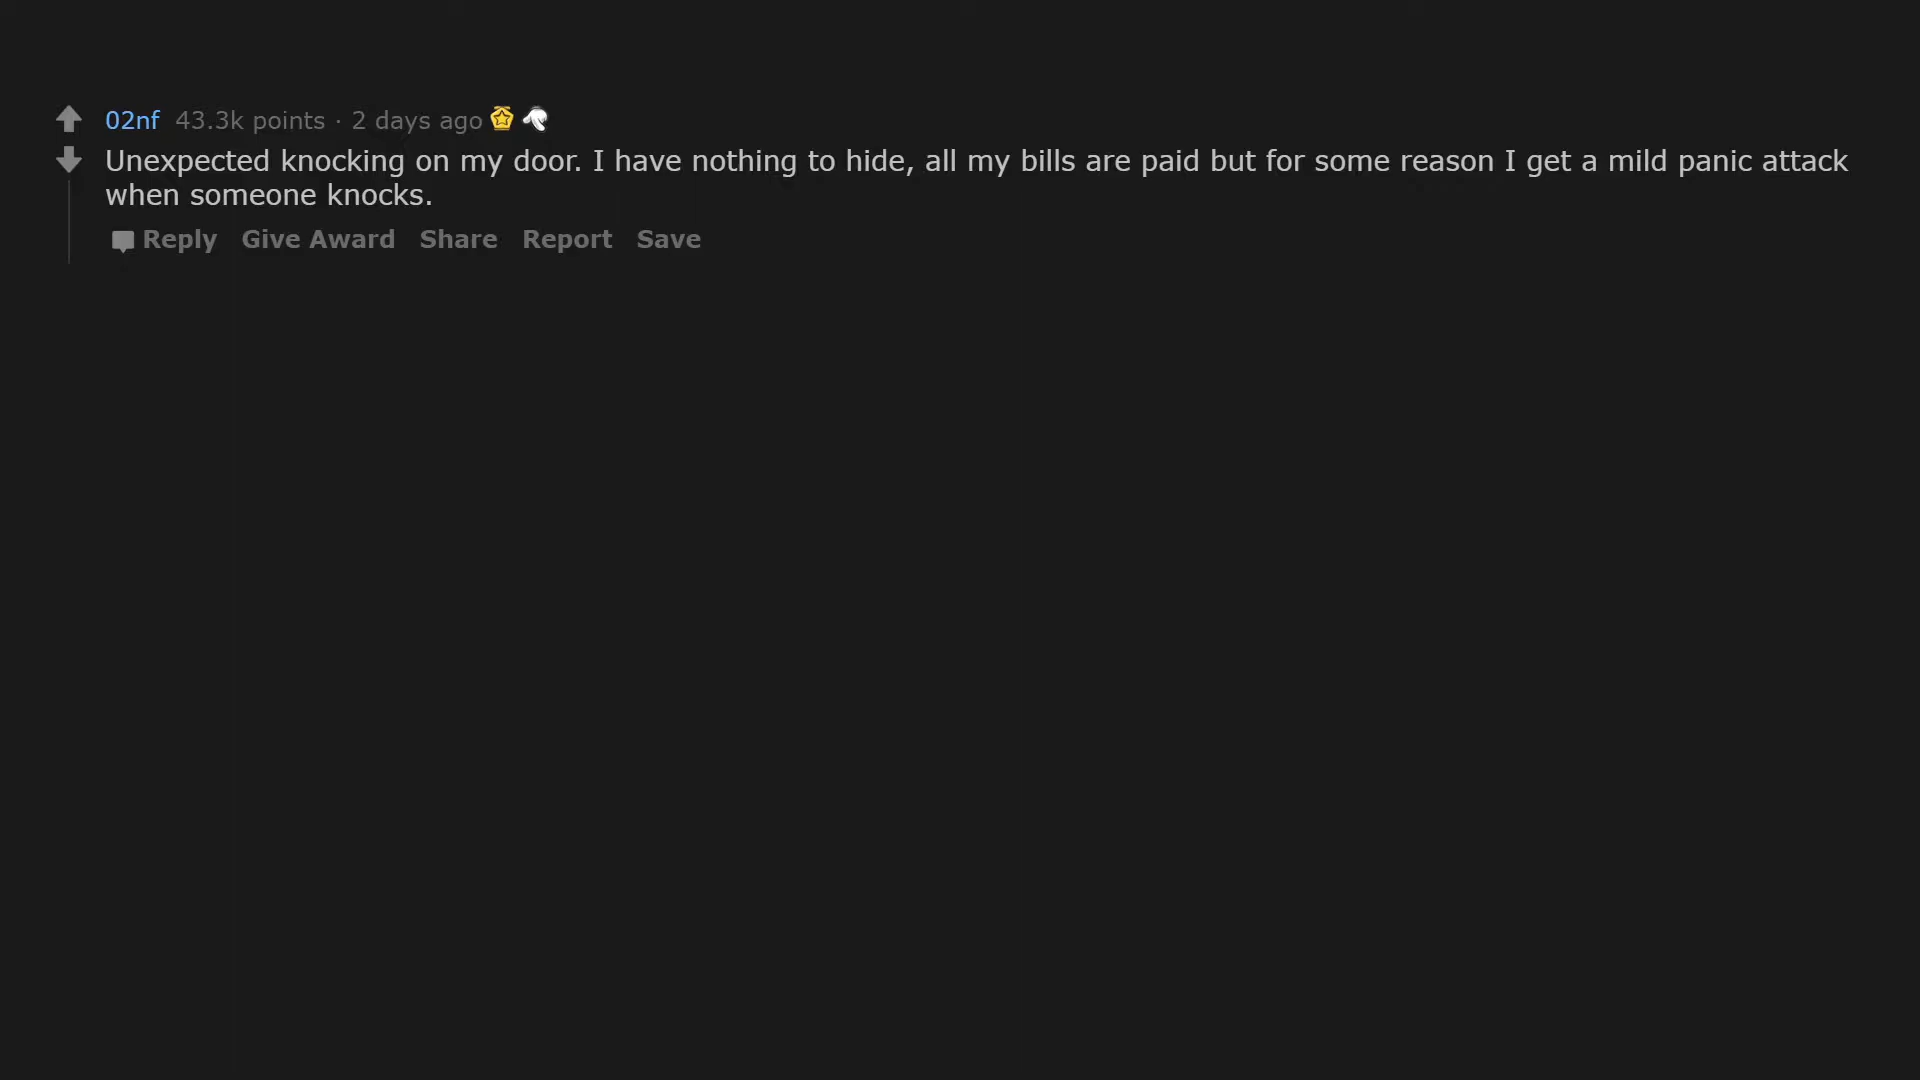 02nf 43.3k points · 2 days ago
Unexpected knocking on my door. I have nothing to hide, all my bills are paid but for some reason I get a mild panic attack
when someone knocks.
Reply Give Award Share Report Save